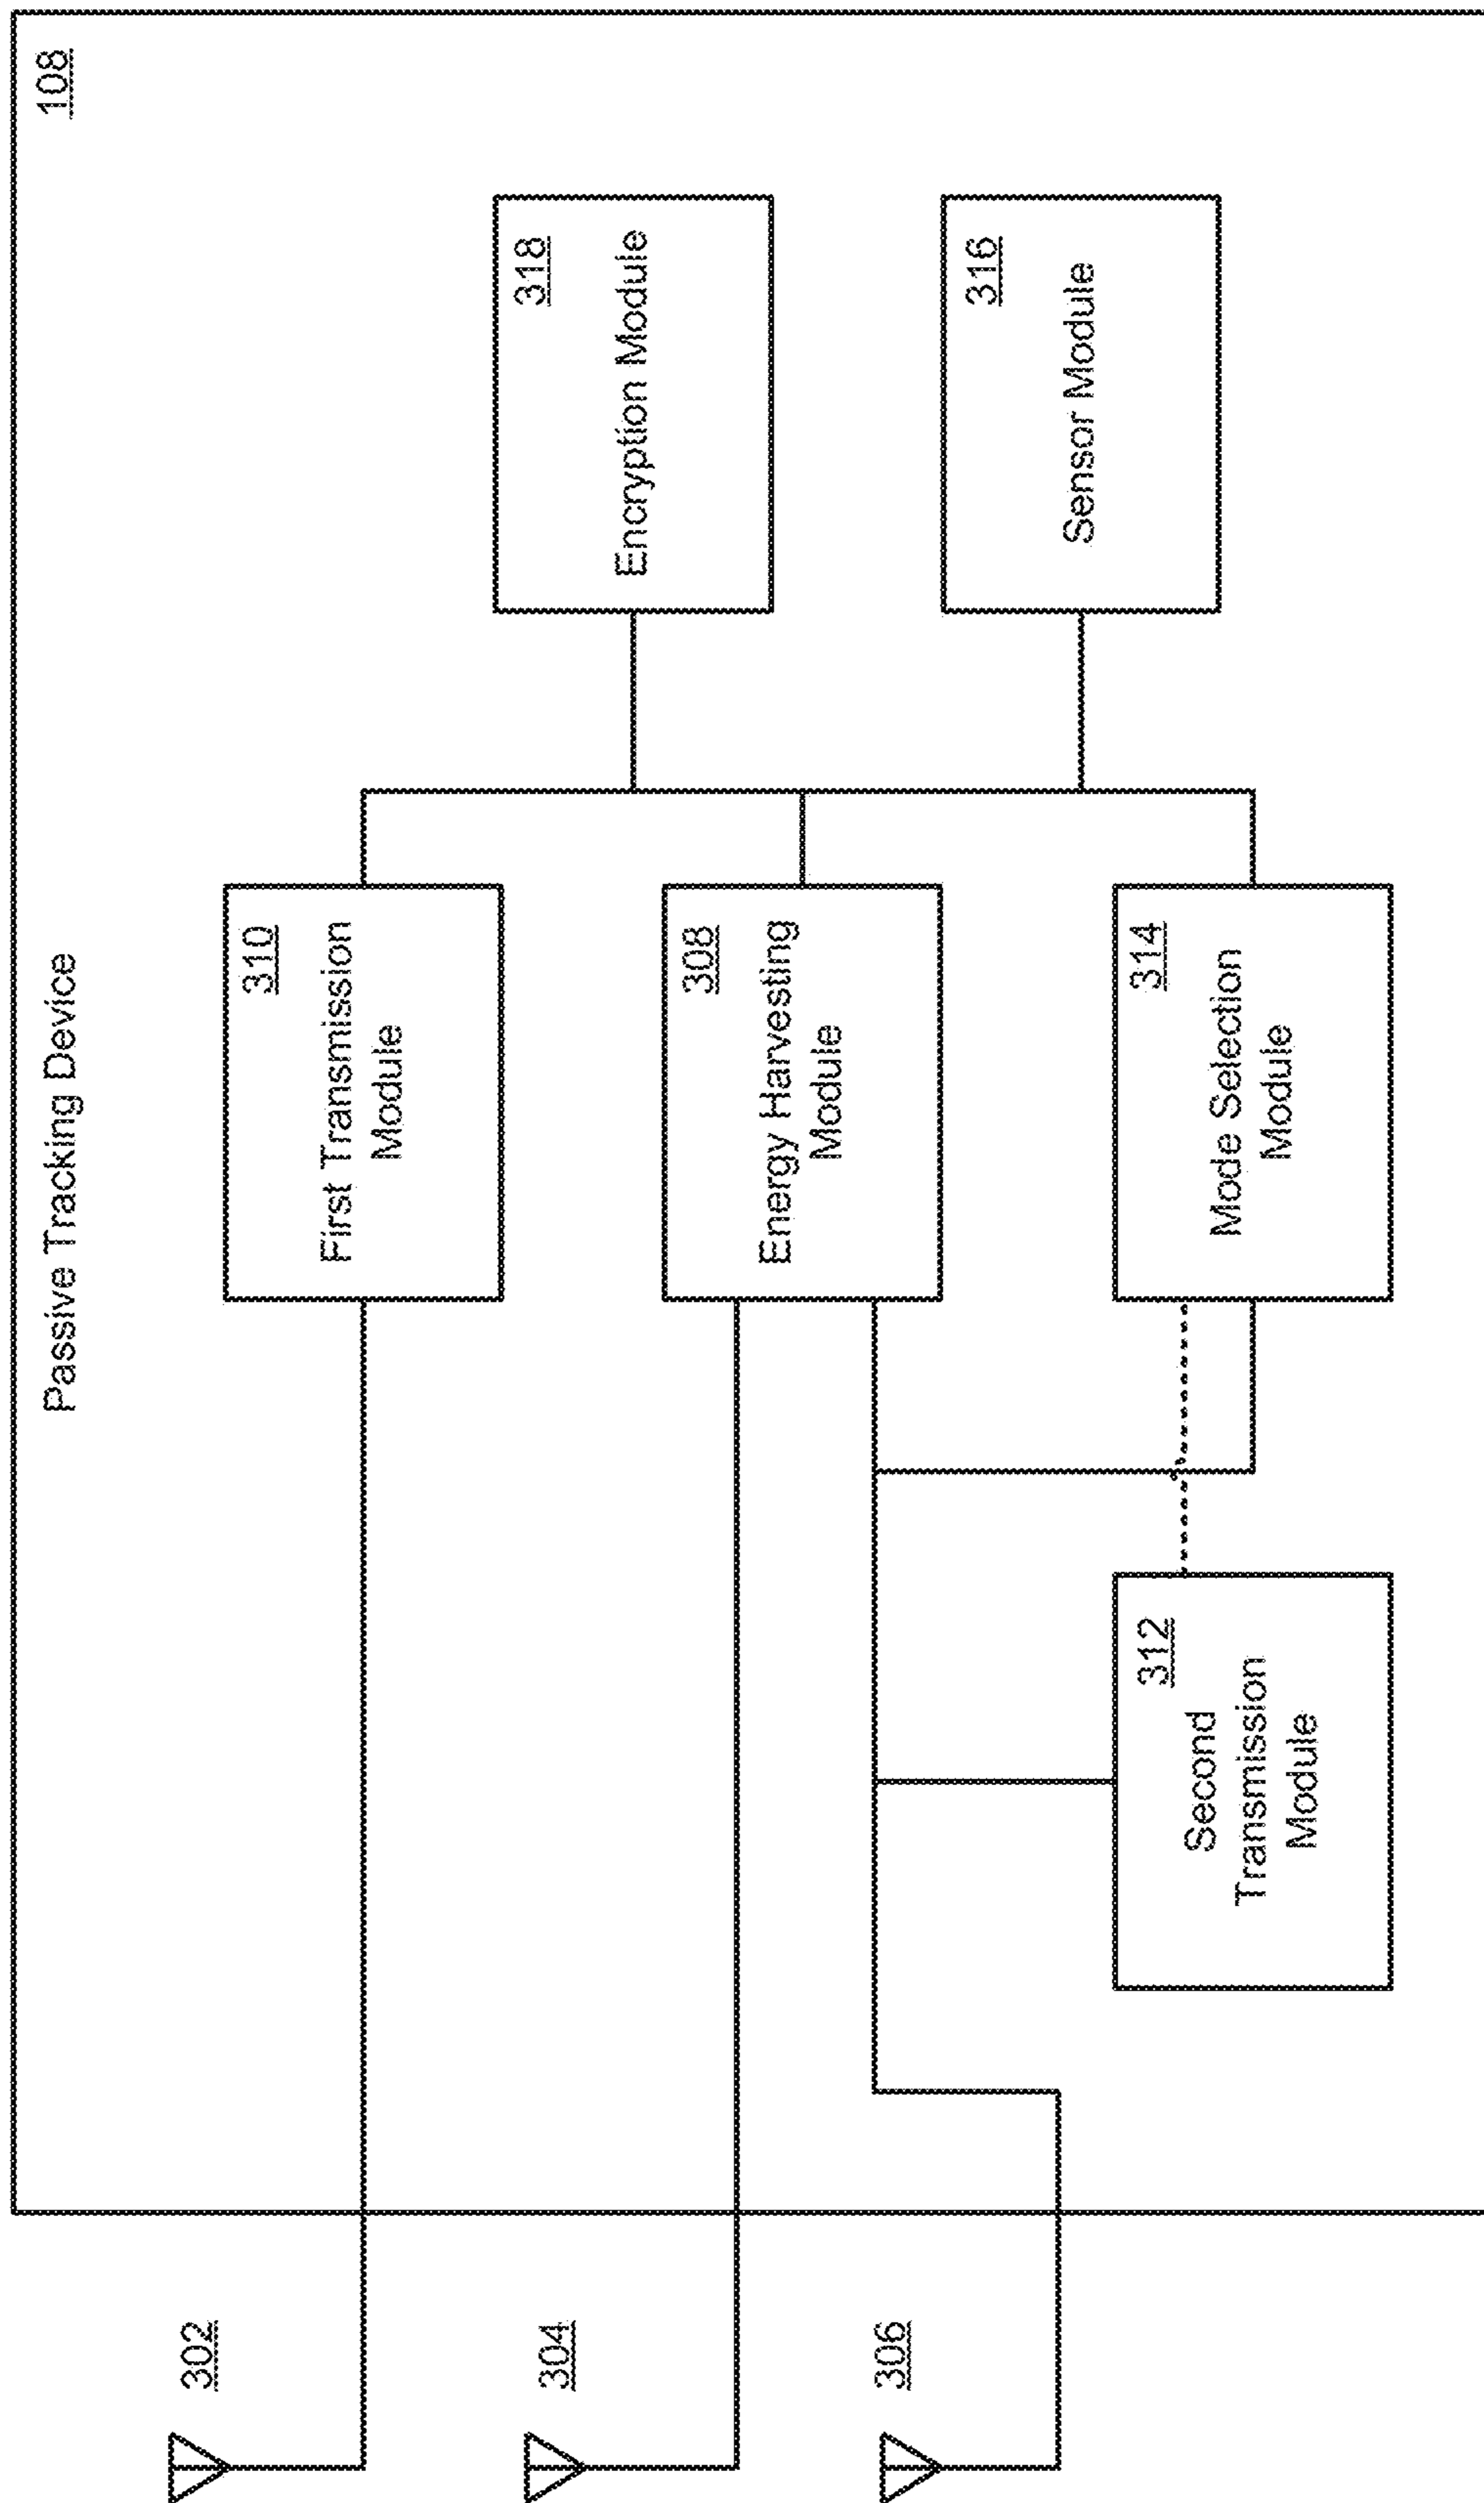 Passive Tracking Device
108
302
310
First Transmission
Module
318
Encryption Module
304
308
Energy Harvesting
Module
316
Sensor Module
306
312
Second
Transmission
Module
314
Mode Selection
Module